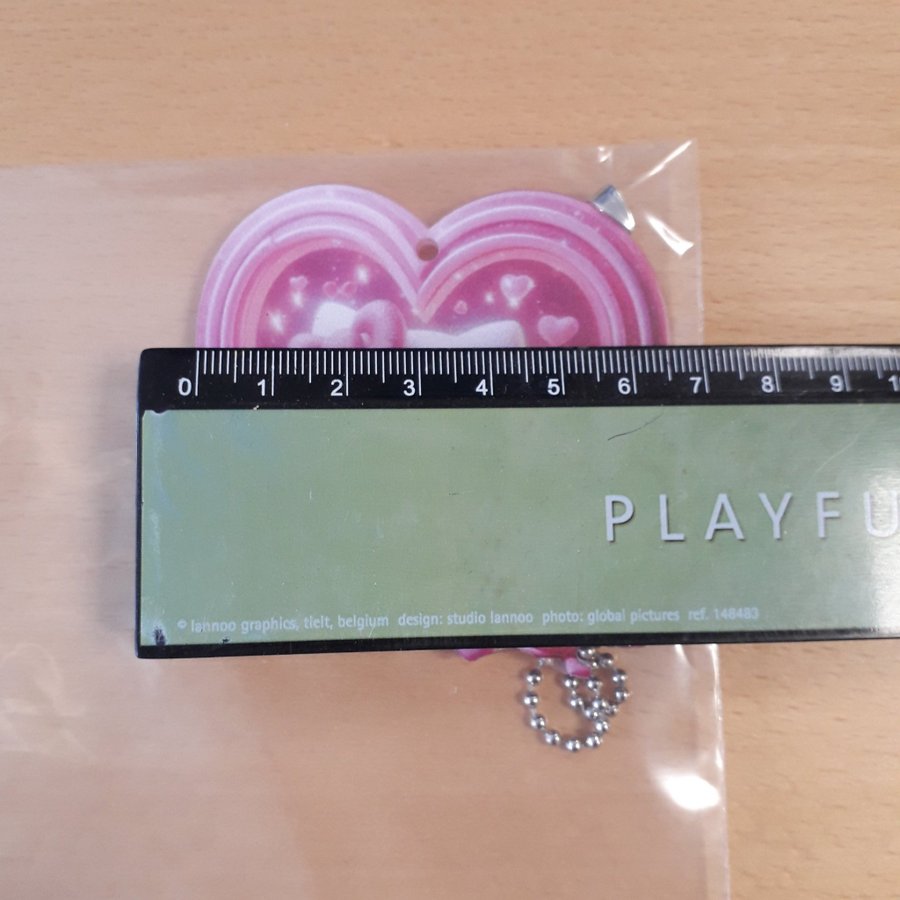 0 1 2 3 4 5 6 7 8 9
PLAYFU
© lannoo graphics, tielt, belgium design: studio lannoo photo: global pictures ref. 148483